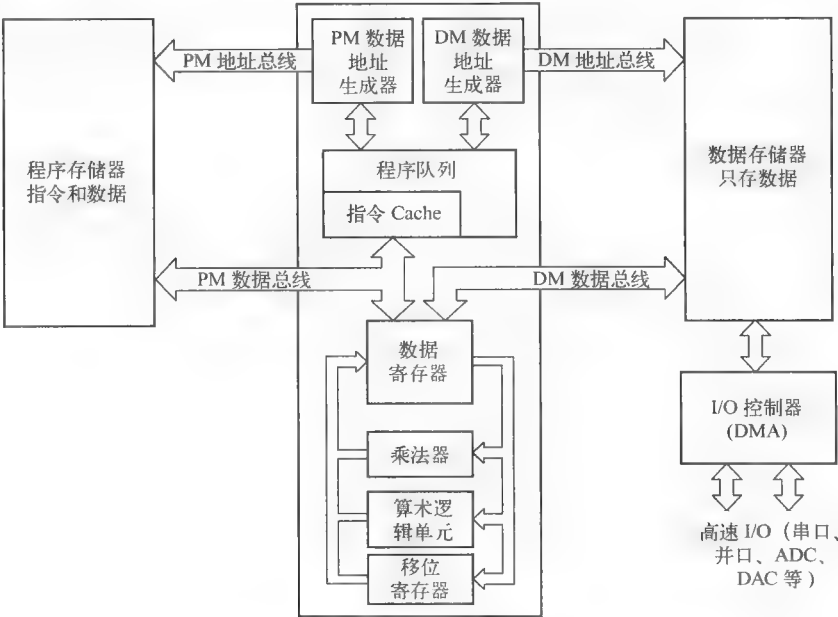 PM 数据
地址
生成器
DM 数据
地址
生成器
PM 地址总线
DM 地址总线
程序存储器
指令和数据
程序队列
指令 Cache
数据存储器
只存数据
PM 数据总线
DM 数据总线
数据
寄存器
I/O 控制器
(DMA)
乘法器
算术逻
辑单元
移位
寄存器
高速 I/O（串口、
并口、ADC、
DAC 等）